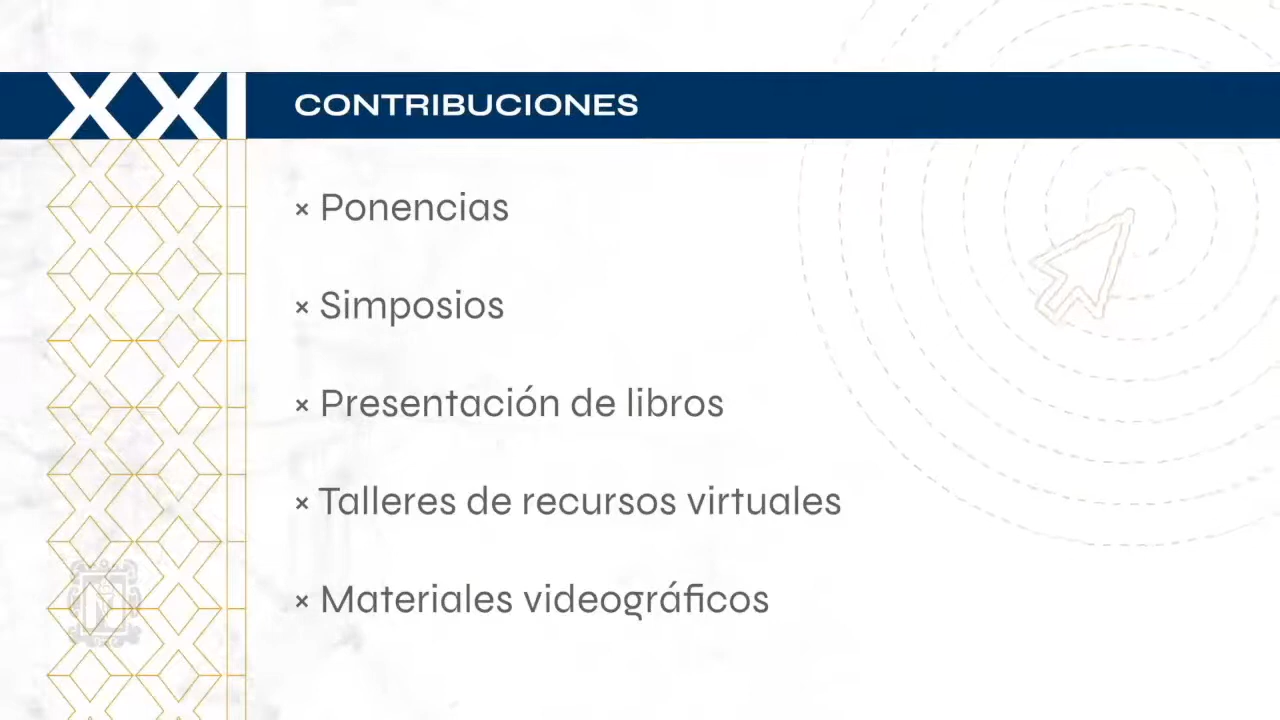 XXI
CONTRIBUCIONES
× Ponencias
× Simposios
× Presentación de libros
× Talleres de recursos virtuales
× Materiales videográficos